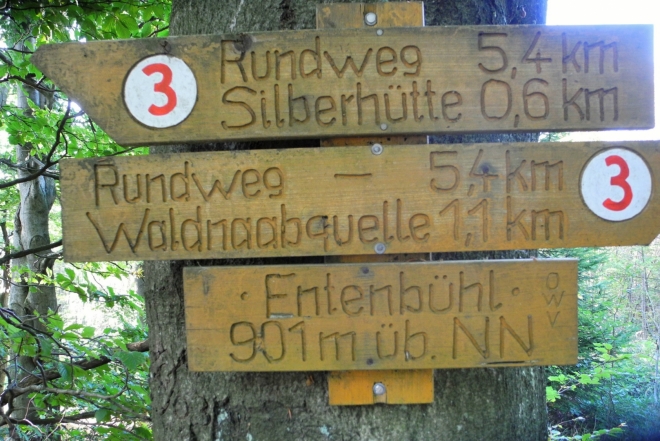 3 Rundweg 5,4 km
Silberhütte 0,6 km
Rundweg – 5,4 km 3
Waldnaabquelle 1,1 km
· Entenbühl · OWV
901 m üb. NN